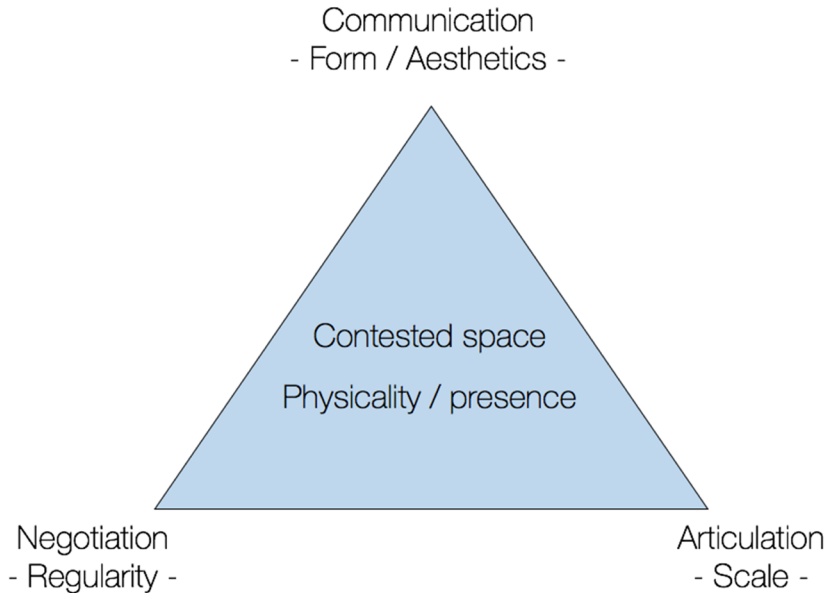 Communication
- Form / Aesthetics -
Contested space
Physicality / presence
Negotiation
- Regularity -
Articulation
- Scale -